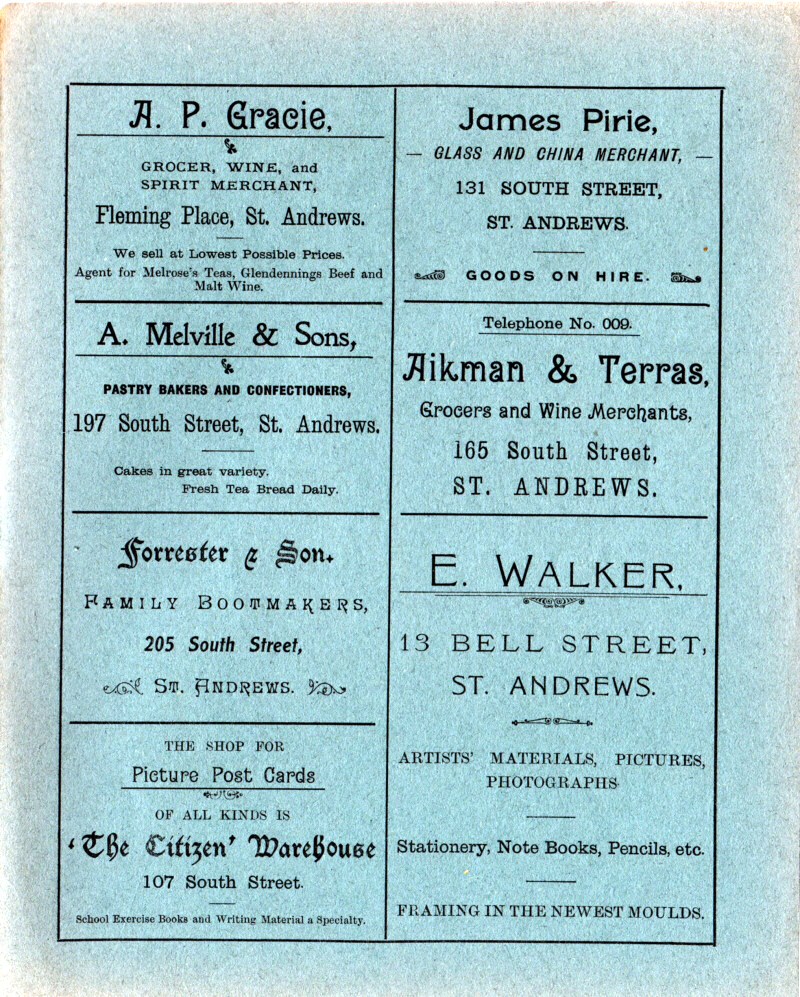 A. P. Gracie,
GROCER, WINE, and
SPIRIT MERCHANT,
Fleming Place, St. Andrews.
We sell at Lowest Possible Prices.
Agent for Melrose's Teas, Glendennings Beef and
Malt Wine.
A. Melville & Sons,
PASTRY BAKERS AND CONFECTIONERS,
197 South Street, St. Andrews.
Cakes in great variety.
Fresh Tea Bread Daily.
Forrester & Son.
FAMILY BOOTMAKERS,
205 South Street,
ST. ANDREWS.
THE SHOP FOR
Picture Post Cards
OF ALL KINDS IS
'The Citizen' Warehouse
107 South Street.
School Exercise Books and Writing Material a Specialty.
James Pirie,
— GLASS AND CHINA MERCHANT, —
131 SOUTH STREET,
ST. ANDREWS.
GOODS ON HIRE.
Telephone No. 009.
Aikman & Terras,
Grocers and Wine Merchants,
165 South Street,
ST. ANDREWS.
E. WALKER,
13 BELL STREET,
ST. ANDREWS.
ARTISTS' MATERIALS, PICTURES,
PHOTOGRAPHS
Stationery, Note Books, Pencils, etc.
FRAMING IN THE NEWEST MOULDS.